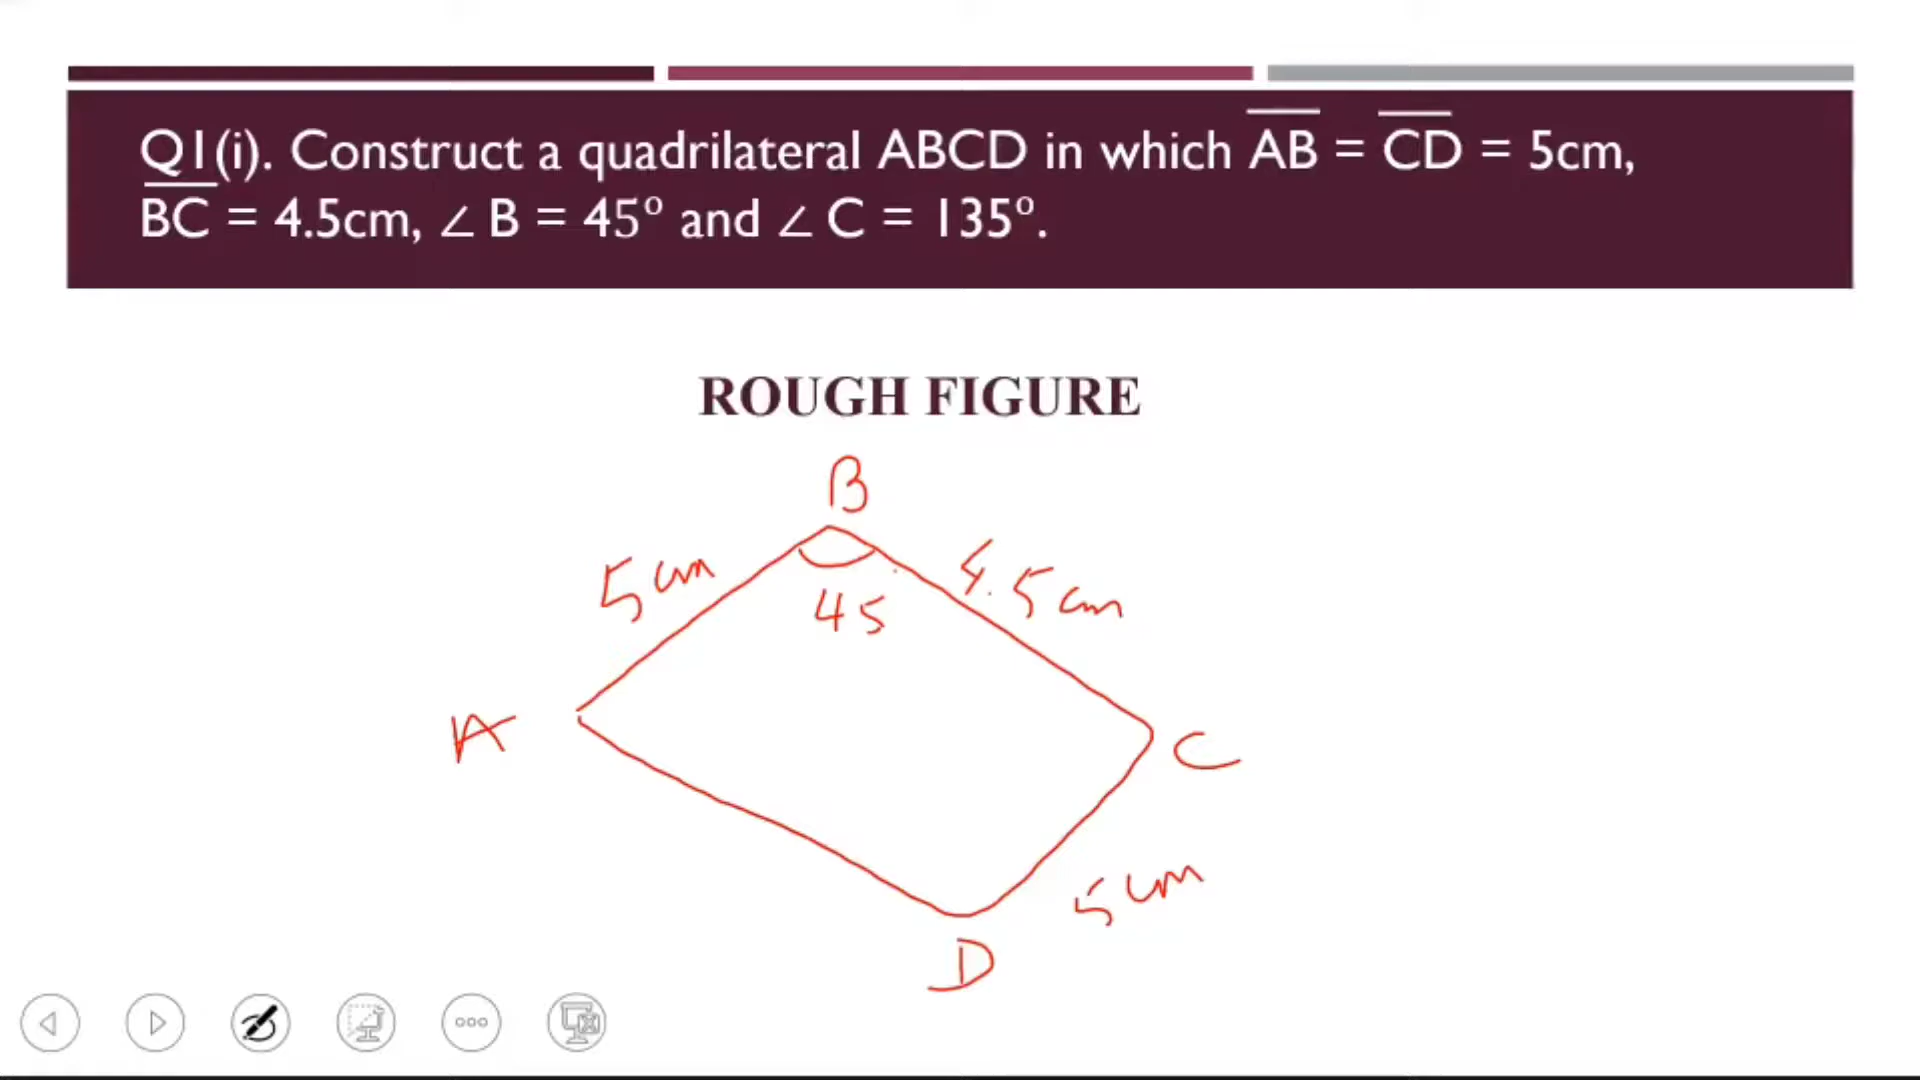 Q1(i). Construct a quadrilateral ABCD in which AB = CD = 5cm,
BC = 4.5cm, ∠ B = 45° and ∠ C = 135°.
ROUGH FIGURE
B
5cm
4.5cm
45
A
C
5cm
D